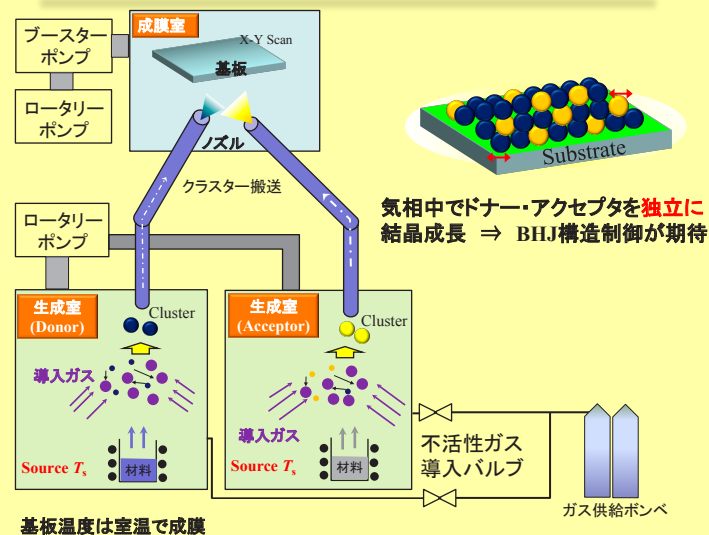 成膜室
ブースター
ポンプ
X-Y Scan
基板
ロータリー
ポンプ
ノズル
Substrate
クラスター搬送
気相中でドナー・アクセプタを独立に
結晶成長 ⇒ BHJ構造制御が期待
ロータリー
ポンプ
生成室
(Donor)
Cluster
生成室
(Acceptor)
Cluster
導入ガス
導入ガス
Source Ts
材料
Source Ts
材料
不活性ガス
導入バルブ
ガス供給ボンベ
基板温度は室温で成膜